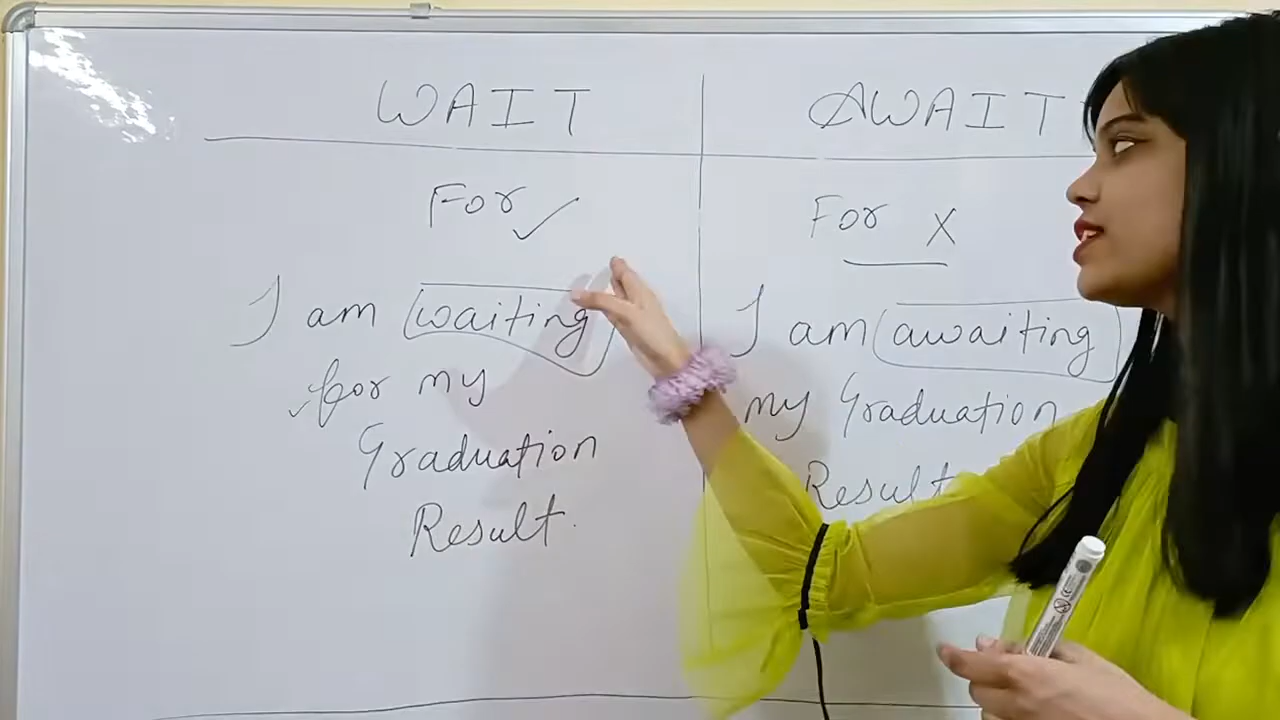 WAIT
For ✓
I am waiting
✓for my
Graduation
Result.
AWAIT
For X
I am awaiting
my Graduation
Result